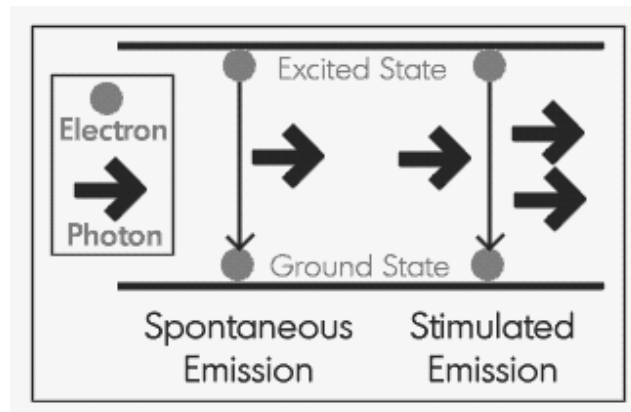 Electron
Photon
Excited State
Ground State
Spontaneous
Emission
Stimulated
Emission